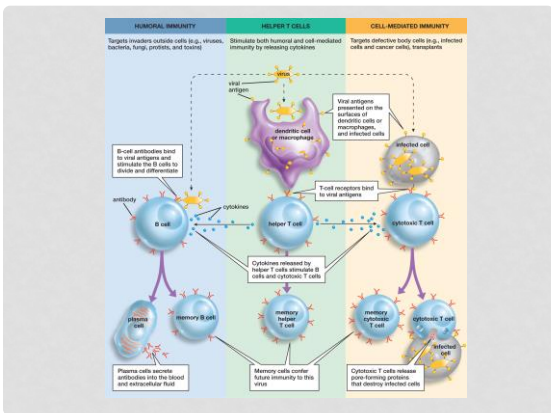 HUMORAL IMMUNITY
HELPER T CELLS
CELL-MEDIATED IMMUNITY
Targets invaders outside cells (e.g., viruses,
bacteria, fungi, protists, and toxins)
Stimulate both humoral and cell-mediated
immunity by releasing cytokines
Targets defective body cells (e.g., infected
cells and cancer cells), transplants
virus
viral
antigen
dendritic cell
or macrophage
Viral antigens
presented on the
surfaces of
dendritic cells or
macrophages,
and infected cells
infected cell
B-cell antibodies bind
to viral antigens and
stimulate the B cells to
divide and differentiate
T-cell receptors bind
to viral antigens
antibody
cytokines
B cell
helper T cell
cytotoxic T cell
Cytokines released by
helper T cells stimulate B
cells and cytotoxic T cells
plasma
cell
memory B cell
memory
helper
T cell
memory
cytotoxic
T cell
cytotoxic T cell
infected
cell
Plasma cells secrete
antibodies into the blood
and extracellular fluid
Memory cells confer
future immunity to this
virus
Cytotoxic T cells release
pore-forming proteins
that destroy infected cells